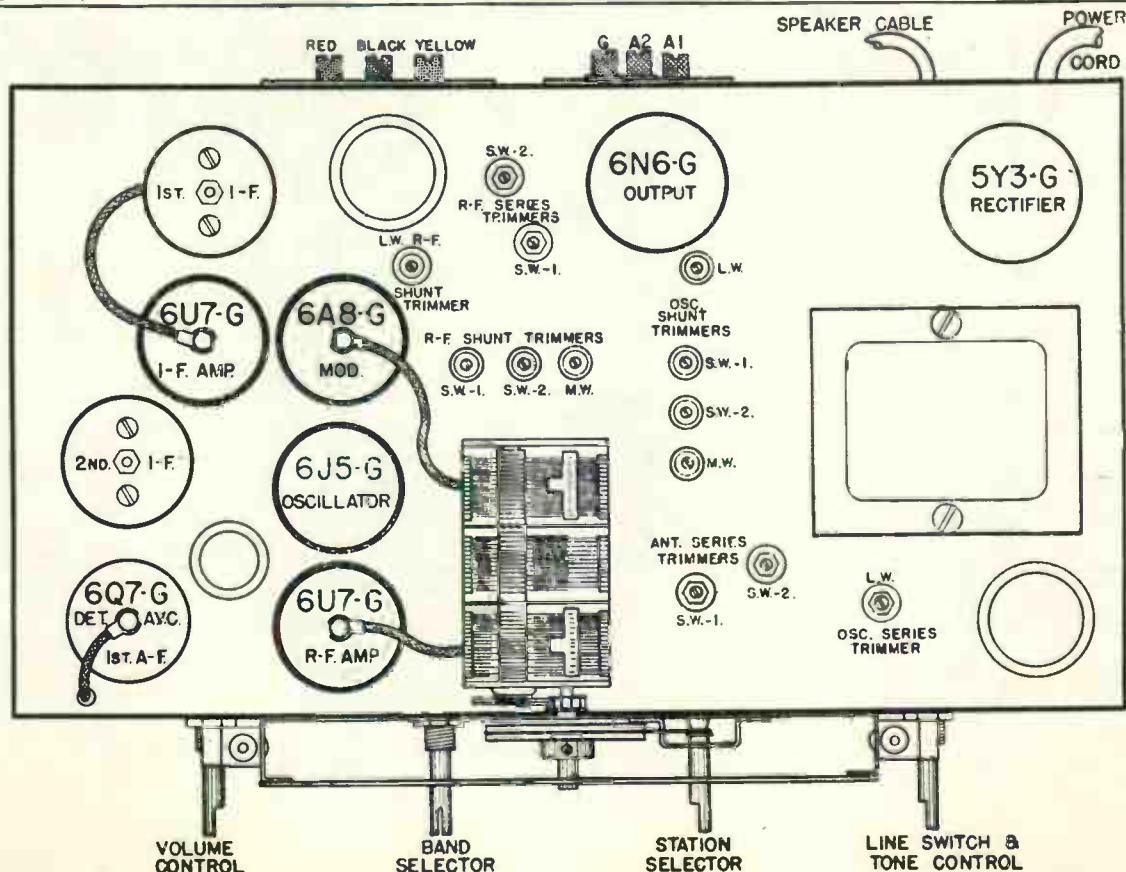 SPEAKER CABLE
POWER
CORD
RED BLACK YELLOW
G A2 A1
1ST. I-F.
S.W.-2.
R-F. SERIES
TRIMMERS
S.W.-1.
6N6-G
OUTPUT
5Y3-G
RECTIFIER
L.W. R-F.
SHUNT
TRIMMER
L.W.
6U7-G
I-F. AMP.
6A8-G
MOD.
R-F. SHUNT TRIMMERS
S.W.-1. S.W.-2. M.W.
OSC.
SHUNT
TRIMMERS
S.W.-1.
S.W.-2.
M.W.
2ND. I-F.
6J5-G
OSCILLATOR
6Q7-G
DET. A.V.C.
1ST. A-F.
6U7-G
R-F. AMP
ANT. SERIES
TRIMMERS
S.W.-1.
S.W.-2.
L.W.
OSC. SERIES
TRIMMER
VOLUME
CONTROL
BAND
SELECTOR
STATION
SELECTOR
LINE SWITCH &
TONE CONTROL